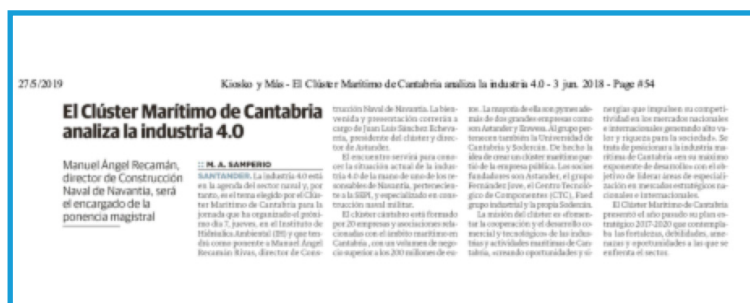 27/5/2019
Kiosko y Más - El Clúster Marítimo de Cantabria analiza la industria 4.0 - 3 jun. 2018 - Page #54
El Clúster Marítimo de Cantabria
analiza la industria 4.0
Manuel Ángel Recamán,
director de Construcción
Naval de Navantia, será
el encargado de la
ponencia magistral
:: M. A. SAMPERIO
SANTANDER. La industria 4.0 está
en la agenda del sector naval y, por
tanto, es el tema elegido por el Clús-
ter Marítimo de Cantabria para la
jornada que ha organizado el próxi-
mo día 7, jueves, en el Instituto de
Hidráulica Ambiental (IH) y que ten-
drá como ponente a Manuel Ángel
Recamán Rivas, director de Cons-
trucción Naval de Navantia. La bien-
venida y presentación correrán a
cargo de Juan Luis Sánchez Echeva-
rría, presidente del clúster y direc-
tor de Astander.
El encuentro servirá para cono-
cer la situación actual de la indus-
tria 4.0 de la mano de uno de los res-
ponsables de Navantia, pertenecien-
te a la SEPI, y especializado en cons-
trucción naval militar.
El clúster cántabro está formado
por 20 empresas y asociaciones rela-
cionadas con el ámbito marítimo en
Cantabria, con un volumen de nego-
cio superior a los 200 millones de eu-
ros. La mayoría de ellas son pymes ade-
más de dos grandes empresas como
son Astander y Enwesa. Al grupo per-
tenecen también la Universidad de
Cantabria y Sodercán. De hecho la
idea de crear un clúster marítimo par-
tió de la empresa pública. Los socios
fundadores son Astander, el grupo
Fernández Jove, el Centro Tecnoló-
gico de Componentes (CTC), Faed
grupo industrial y la propia Sodercán.
La misión del clúster es «fomen-
tar la cooperación y el desarrollo co-
mercial y tecnológico» de las indus-
trias y actividades marítimas de Can-
tabria, «creando oportunidades y si-
nergias que impulsen su competiti-
vidad en los mercados nacionales
e internacionales generando alto va-
lor y riqueza para la sociedad». Se
trata de posicionar a la industria ma-
rítima de Cantabria «en su máximo
exponente de desarrollo» con el ob-
jetivo de liderar áreas de especiali-
zación en mercados estratégicos na-
cionales e internacionales.
El Clúster Marítimo de Cantabria
presentó el año pasado su plan es-
tratégico 2017-2020 que contempla-
ba las fortalezas, debilidades, ame-
nazas y oportunidades a las que se
enfrenta el sector.